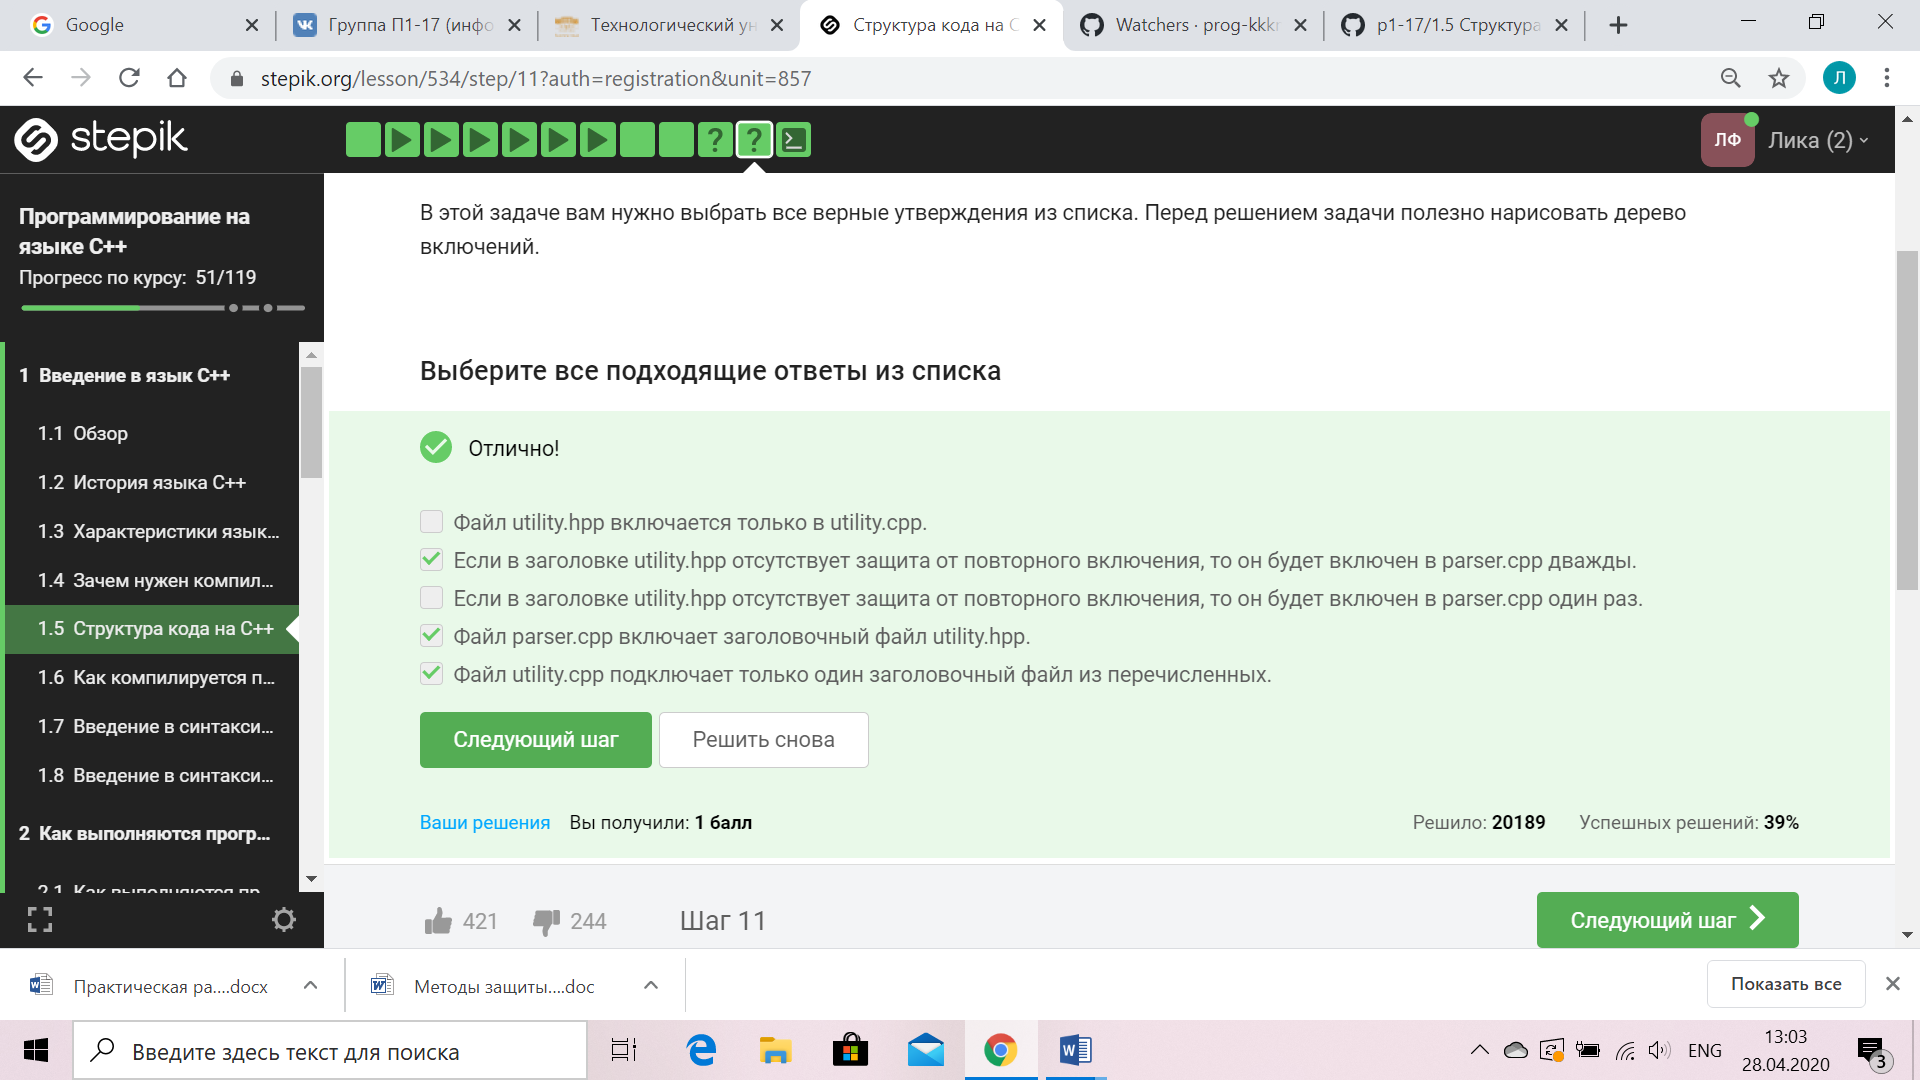 Google
Группа П1-17 (инфо
Технологический ун
Структура кода на С
Watchers · prog-kkkr
p1-17/1.5 Структура
stepik.org/lesson/534/step/11?auth=registration&unit=857
Л
stepik
? ?
ЛФ
Лика (2)
Программирование на
языке C++
Прогресс по курсу: 51/119
1 Введение в язык C++
1.1 Обзор
1.2 История языка C++
1.3 Характеристики язык...
1.4 Зачем нужен компил...
1.5 Структура кода на C++
1.6 Как компилируется п...
1.7 Введение в синтакси...
1.8 Введение в синтакси...
2 Как выполняются прогр...
2.1 Как выполняются пр
В этой задаче вам нужно выбрать все верные утверждения из списка. Перед решением задачи полезно нарисовать дерево
включений.
Выберите все подходящие ответы из списка
Отлично!
Файл utility.hpp включается только в utility.cpp.
Если в заголовке utility.hpp отсутствует защита от повторного включения, то он будет включен в parser.cpp дважды.
Если в заголовке utility.hpp отсутствует защита от повторного включения, то он будет включен в parser.cpp один раз.
Файл parser.cpp включает заголовочный файл utility.hpp.
Файл utility.cpp подключает только один заголовочный файл из перечисленных.
Следующий шаг
Решить снова
Ваши решения Вы получили: 1 балл
Решило: 20189 Успешных решений: 39%
421 244 Шаг 11
Следующий шаг
Практическая ра....docx
Методы защиты....doc
Показать все
Введите здесь текст для поиска
ENG
13:03
28.04.2020
3